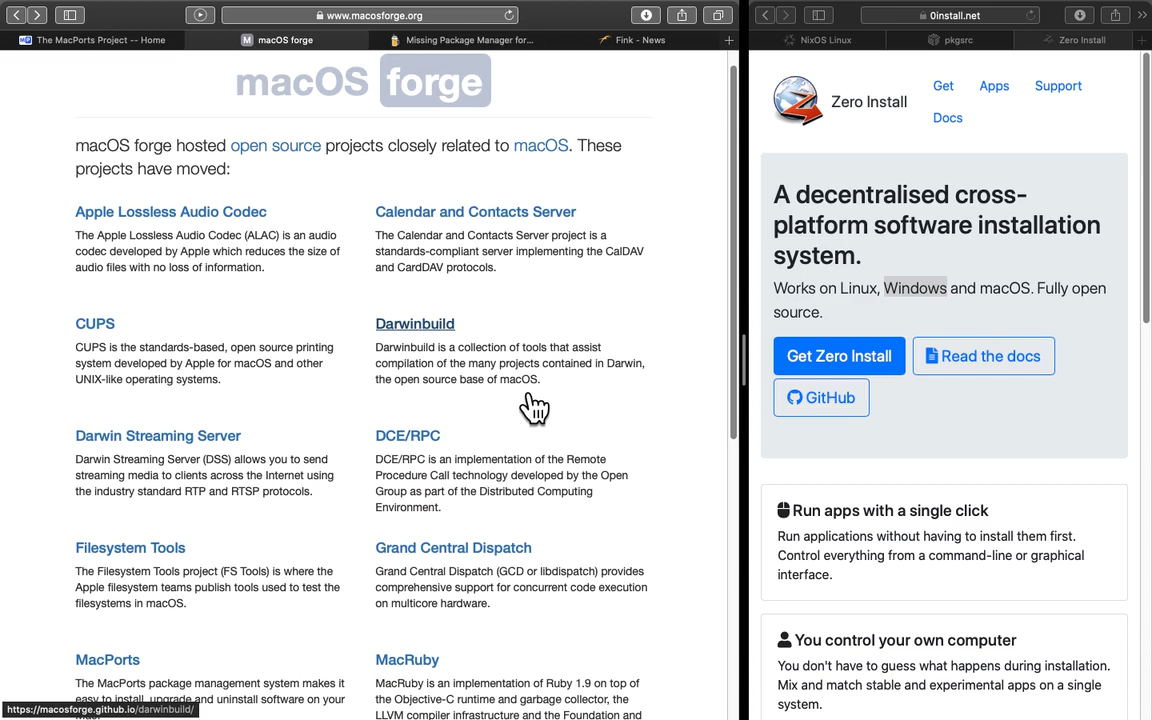 www.macosforge.org
The MacPorts Project -- Home
macOS forge
Missing Package Manager for...
Fink - News
macOS forge
macOS forge hosted open source projects closely related to macOS. These
projects have moved:
Apple Lossless Audio Codec
The Apple Lossless Audio Codec (ALAC) is an audio
codec developed by Apple which reduces the size of
audio files with no loss of information.
Calendar and Contacts Server
The Calendar and Contacts Server project is a
standards-compliant server implementing the CalDAV
and CardDAV protocols.
CUPS
CUPS is the standards-based, open source printing
system developed by Apple for macOS and other
UNIX-like operating systems.
Darwinbuild
Darwinbuild is a collection of tools that assist
compilation of the many projects contained in Darwin,
the open source base of macOS.
Darwin Streaming Server
Darwin Streaming Server (DSS) allows you to send
streaming media to clients across the Internet using
the industry standard RTP and RTSP protocols.
DCE/RPC
DCE/RPC is an implementation of the Remote
Procedure Call technology developed by the Open
Group as part of the Distributed Computing
Environment.
Filesystem Tools
The Filesystem Tools project (FS Tools) is where the
Apple filesystem teams publish tools used to test the
filesystems in macOS.
Grand Central Dispatch
Grand Central Dispatch (GCD or libdispatch) provides
comprehensive support for concurrent code execution
on multicore hardware.
MacPorts
The MacPorts package management system makes it
easy to install, upgrade and uninstall software on your
MacRuby
MacRuby is an implementation of Ruby 1.9 on top of
the Objective-C runtime and garbage collector, the
LLVM compiler infrastructure and the Foundation and
https://macosforge.github.io/darwinbuild/
0install.net
NixOS Linux
pkgsrc
Zero Install
Zero Install
Get
Apps
Support
Docs
A decentralised cross-
platform software installation
system.
Works on Linux, Windows and macOS. Fully open
source.
Get Zero Install
Read the docs
GitHub
Run apps with a single click
Run applications without having to install them first.
Control everything from a command-line or graphical
interface.
You control your own computer
You don't have to guess what happens during installation.
Mix and match stable and experimental apps on a single
system.